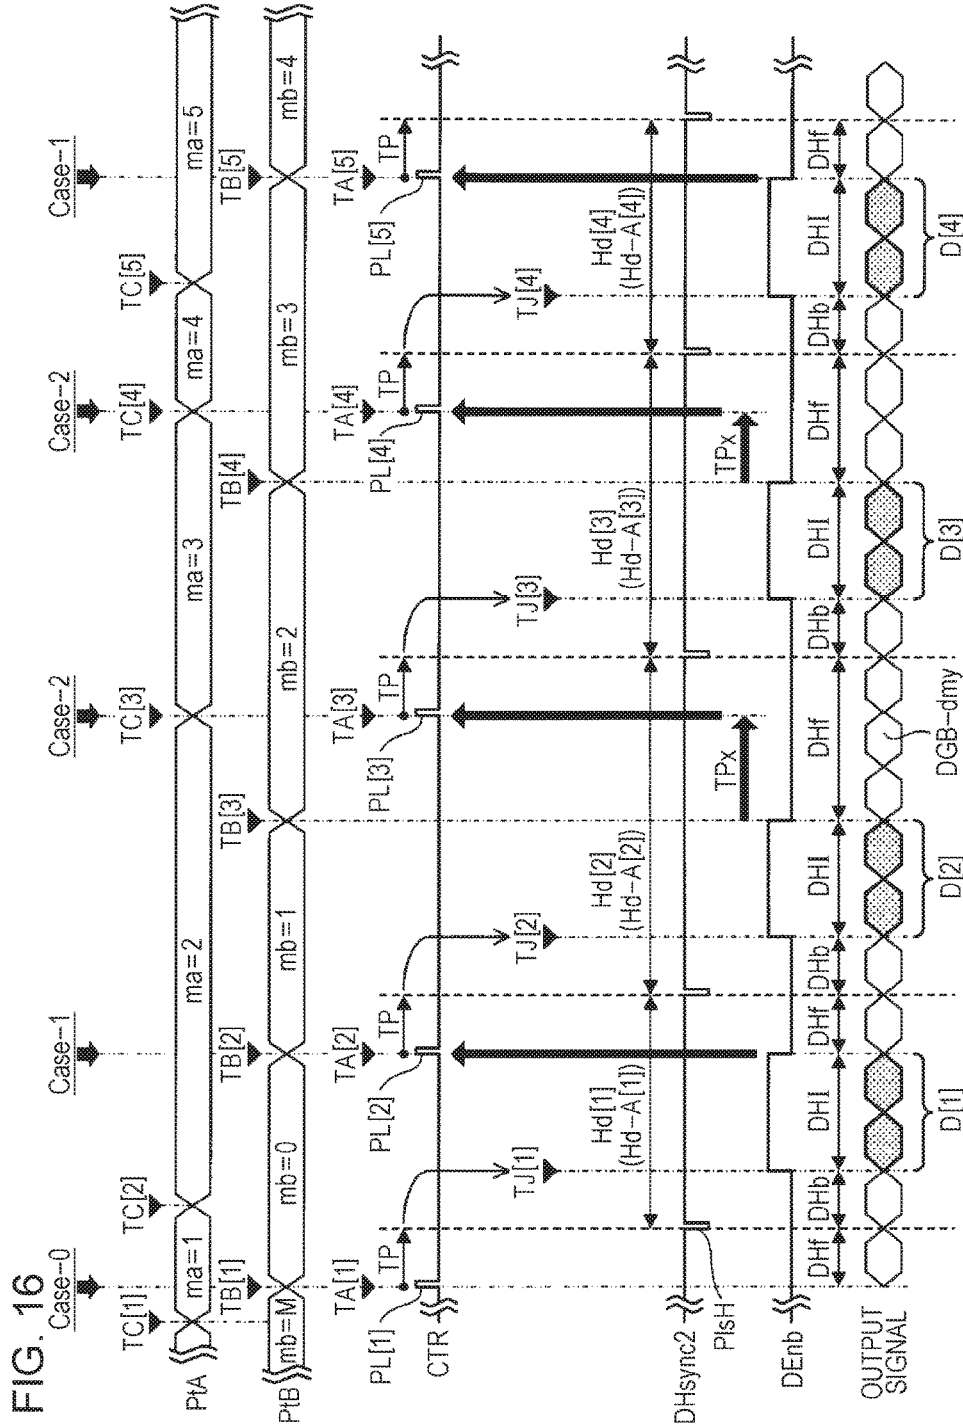 FIG. 16
Case-0
Case-1
Case-2
Case-2
Case-1
TC[1]
TC[2]
TC[3]
TC[4]
TC[5]
PtA
ma=1
ma=2
ma=3
ma=4
ma=5
TB[1]
TB[2]
TB[3]
TB[4]
TB[5]
PtB
mb=M
mb=0
mb=1
mb=2
mb=3
mb=4
TA[1]
TA[2]
TA[3]
TA[4]
TA[5]
PL[1]
TP
PL[2]
TP
PL[3]
TP
PL[4]
TP
PL[5]
TP
CTR
TJ[1]
TJ[2]
TJ[3]
TJ[4]
Hd[1]
(Hd-A[1])
Hd[2]
(Hd-A[2])
Hd[3]
(Hd-A[3])
Hd[4]
(Hd-A[4])
DHsync2
PlsH
TPx
TPx
DEnb
DHf
DHb
DHI
DHf
DHb
DHI
DHf
DHb
DHI
DHf
DHb
DHI
DHf
OUTPUT
SIGNAL
D[1]
D[2]
DGB-dmy
D[3]
D[4]